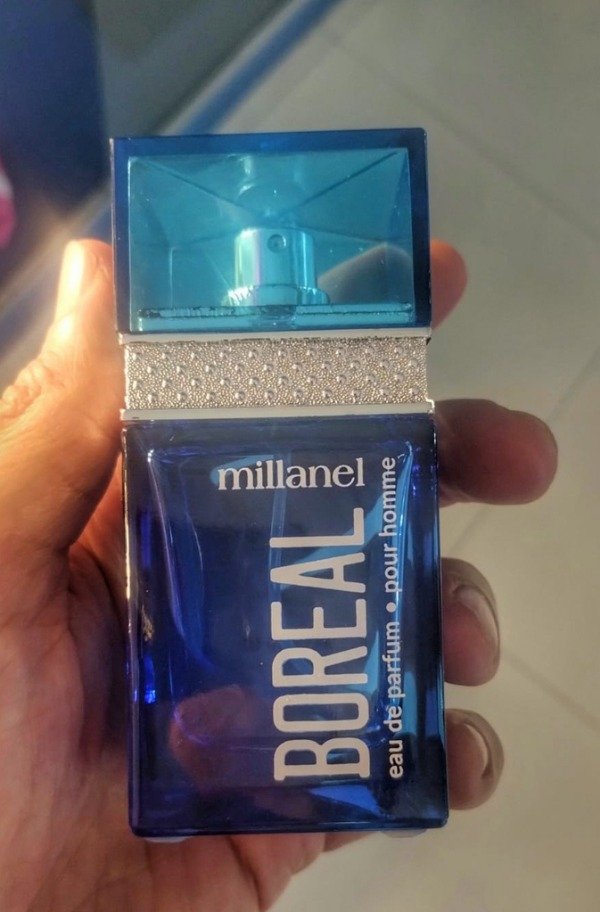 millanel
BOREAL
eau de parfum • pour homme